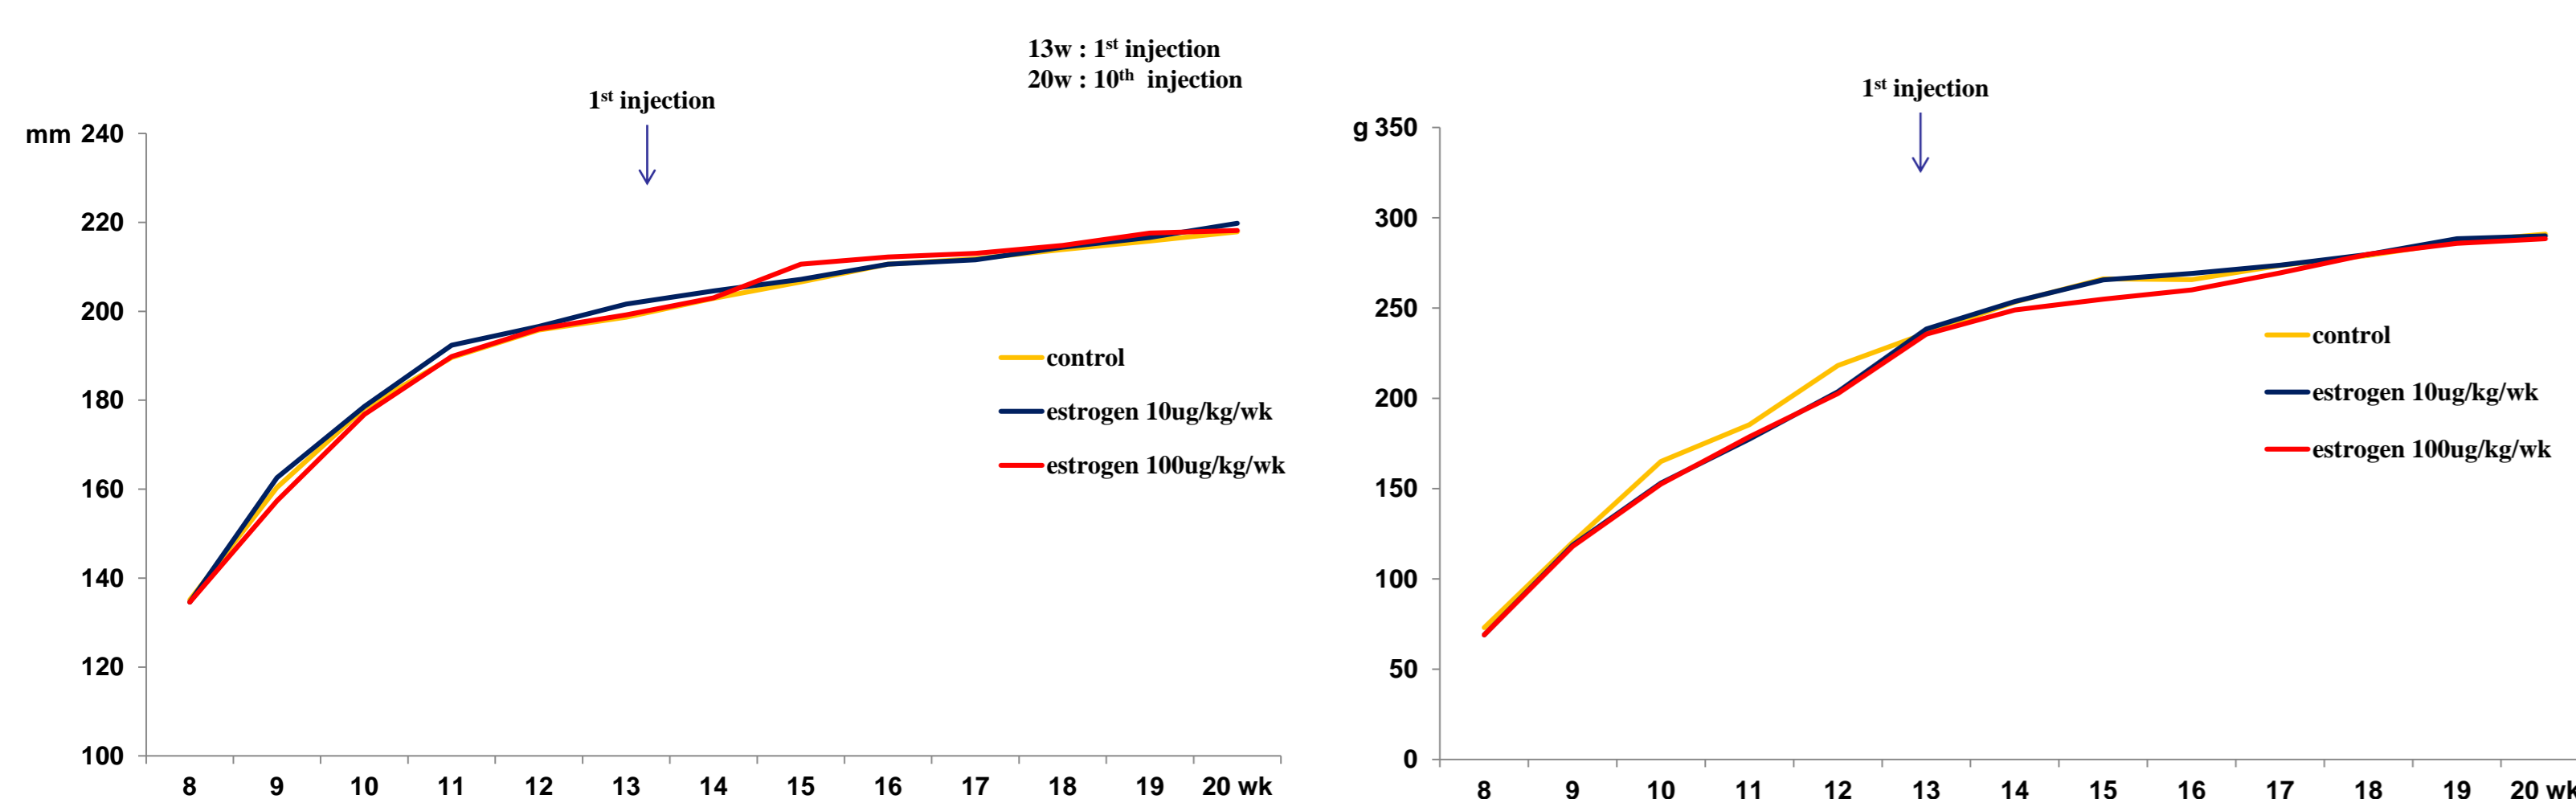 13w : 1st injection
20w : 10th injection
1st injection
mm 240
220
200
180
160
140
120
100
8 9 10 11 12 13 14 15 16 17 18 19 20 wk
control
estrogen 10ug/kg/wk
estrogen 100ug/kg/wk
1st injection
g 350
300
250
200
150
100
50
0
8 9 10 11 12 13 14 15 16 17 18 19 20 wk
control
estrogen 10ug/kg/wk
estrogen 100ug/kg/wk